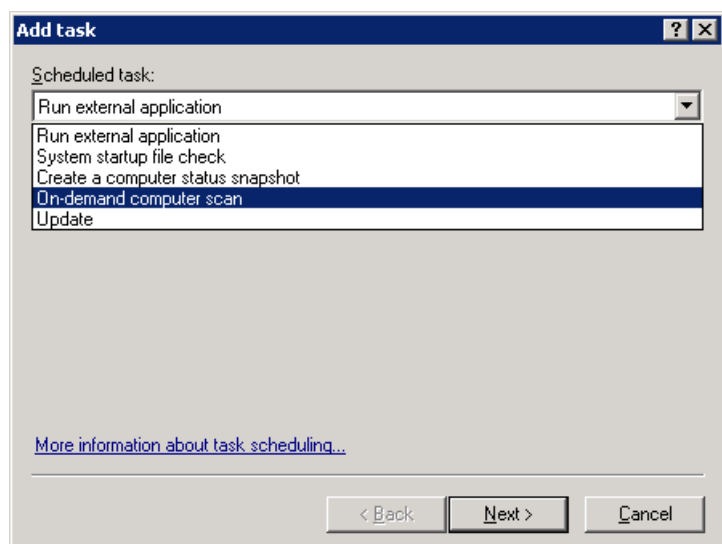 Add task
Scheduled task:
Run external application
Run external application
System startup file check
Create a computer status snapshot
On-demand computer scan
Update
More information about task scheduling...
< Back Next > Cancel